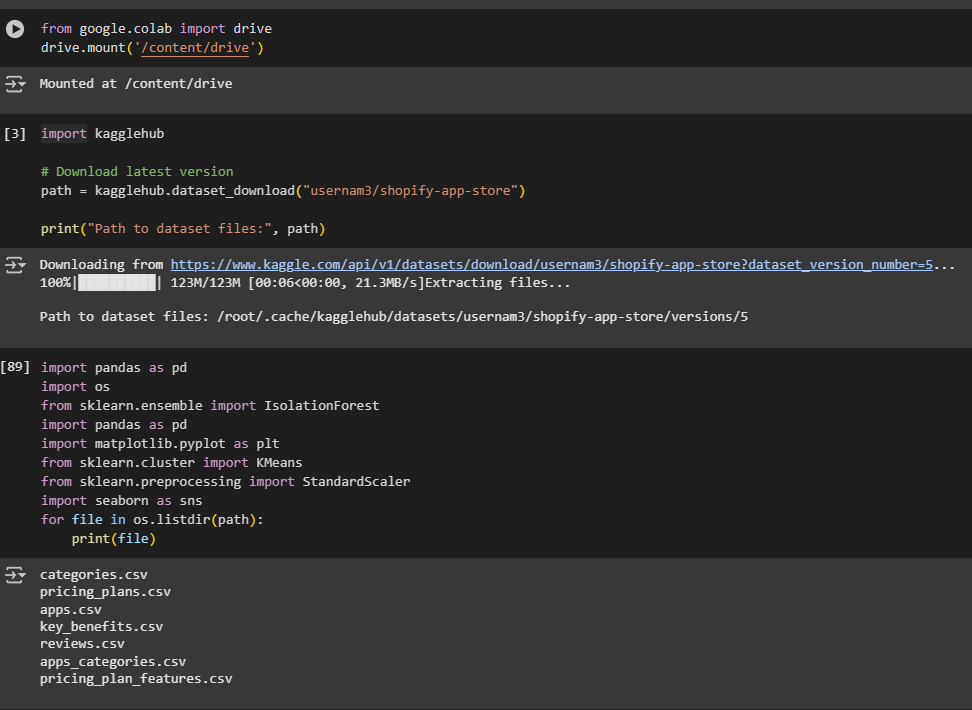 from google.colab import drive
drive.mount('/content/drive')
Mounted at /content/drive
[3] import kagglehub
# Download latest version
path = kagglehub.dataset_download("usernam3/shopify-app-store")
print("Path to dataset files:", path)
Downloading from https://www.kaggle.com/api/v1/datasets/download/usernam3/shopify-app-store?dataset_version_number=5...
100%|██████████| 123M/123M [00:06<00:00, 21.3MB/s]Extracting files...
Path to dataset files: /root/.cache/kagglehub/datasets/usernam3/shopify-app-store/versions/5
[89] import pandas as pd
import os
from sklearn.ensemble import IsolationForest
import pandas as pd
import matplotlib.pyplot as plt
from sklearn.cluster import KMeans
from sklearn.preprocessing import StandardScaler
import seaborn as sns
for file in os.listdir(path):
    print(file)
categories.csv
pricing_plans.csv
apps.csv
key_benefits.csv
reviews.csv
apps_categories.csv
pricing_plan_features.csv